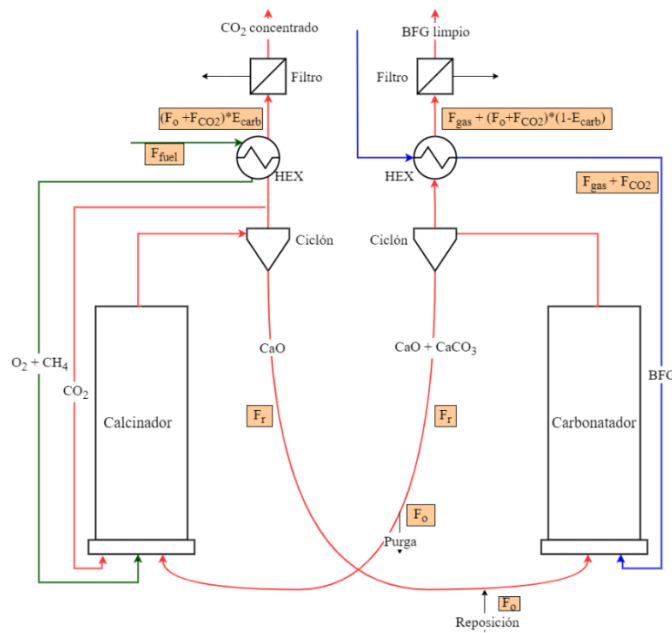 CO2 concentrado
BFG limpio
Filtro
Filtro
(Fo +FCO2)*Ecarb
Fgas + (Fo+FCO2)*(1-Ecarb)
Ffuel
HEX
HEX
Fgas + FCO2
Ciclón
Ciclón
CaO
CaO + CaCO3
O2 + CH4
CO2
BFG
Fr
Fr
Calcinador
Carbonatador
Fo
Purga
Fo
Reposición